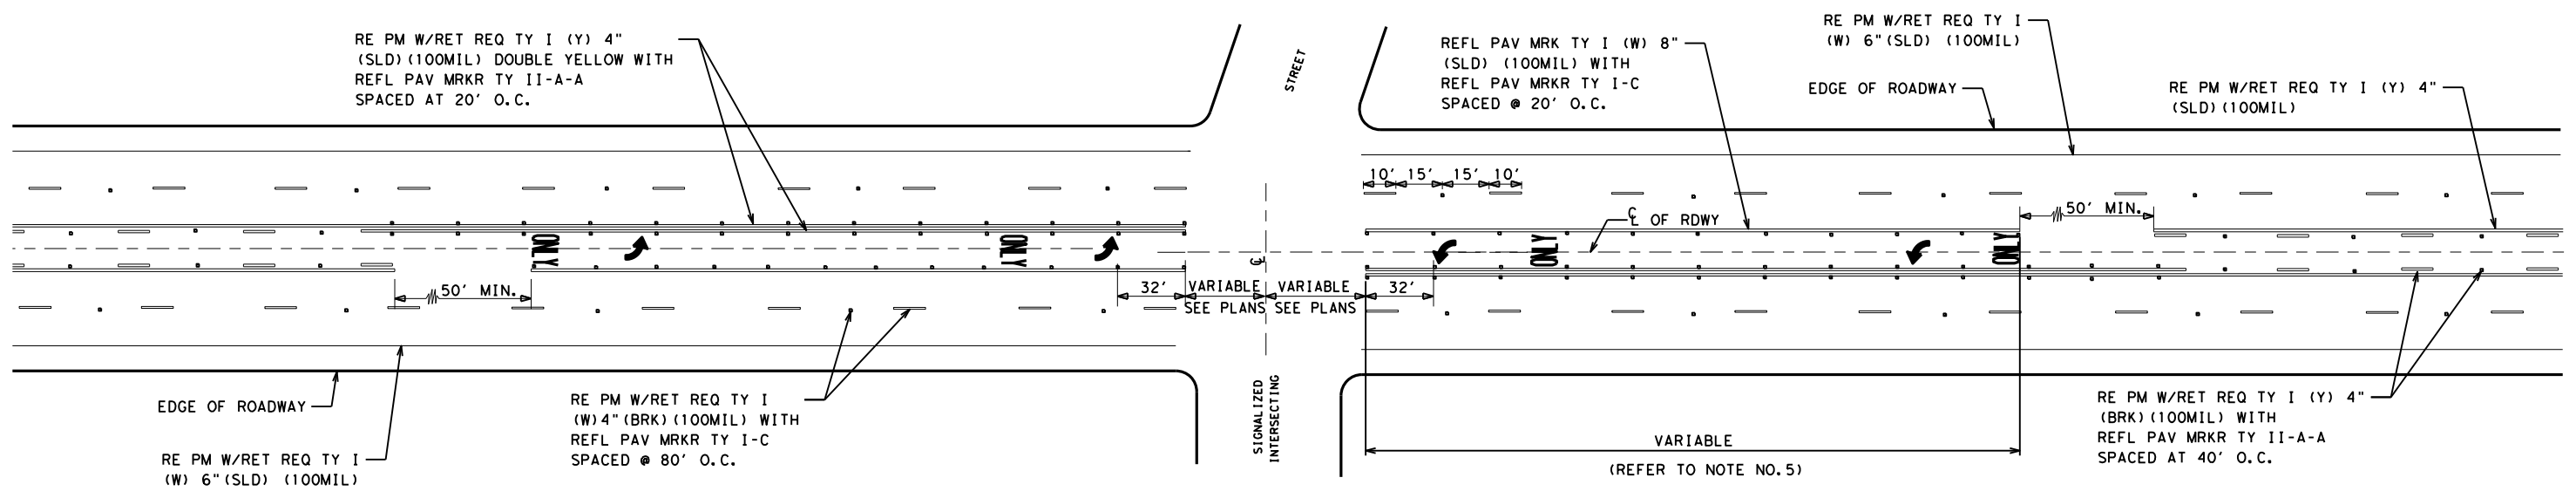 RE PM W/RET REQ TY I (Y) 4"
(SLD)(100MIL) DOUBLE YELLOW WITH
REFL PAV MRKR TY II-A-A
SPACED AT 20' O.C.
STREET
REFL PAV MRK TY I (W) 8"
(SLD) (100MIL) WITH
REFL PAV MRKR TY I-C
SPACED @ 20' O.C.
RE PM W/RET REQ TY I
(W) 6"(SLD) (100MIL)
EDGE OF ROADWAY
RE PM W/RET REQ TY I (Y) 4"
(SLD)(100MIL)
10' 15' 15' 10'
℄ OF RDWY
50' MIN.
ONLY
ONLY
ONLY
ONLY
℄
50' MIN.
32'
VARIABLE
SEE PLANS
VARIABLE
SEE PLANS
32'
EDGE OF ROADWAY
RE PM W/RET REQ TY I
(W) 6"(SLD) (100MIL)
RE PM W/RET REQ TY I
(W)4"(BRK)(100MIL) WITH
REFL PAV MRKR TY I-C
SPACED @ 80' O.C.
SIGNALIZED
INTERSECTING
VARIABLE
(REFER TO NOTE NO.5)
RE PM W/RET REQ TY I (Y) 4"
(BRK)(100MIL) WITH
REFL PAV MRKR TY II-A-A
SPACED AT 40' O.C.